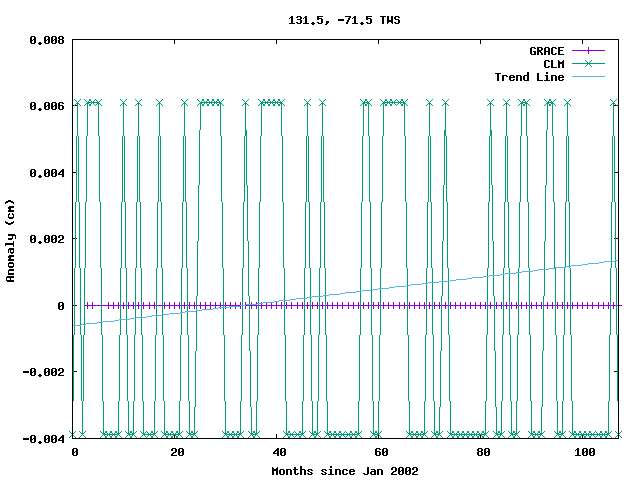 131.5, -71.5 TWS
0.008
0.006
0.004
0.002
0
-0.002
-0.004
Anomaly (cm)
GRACE
CLM
Trend Line
0 20 40 60 80 100
Months since Jan 2002